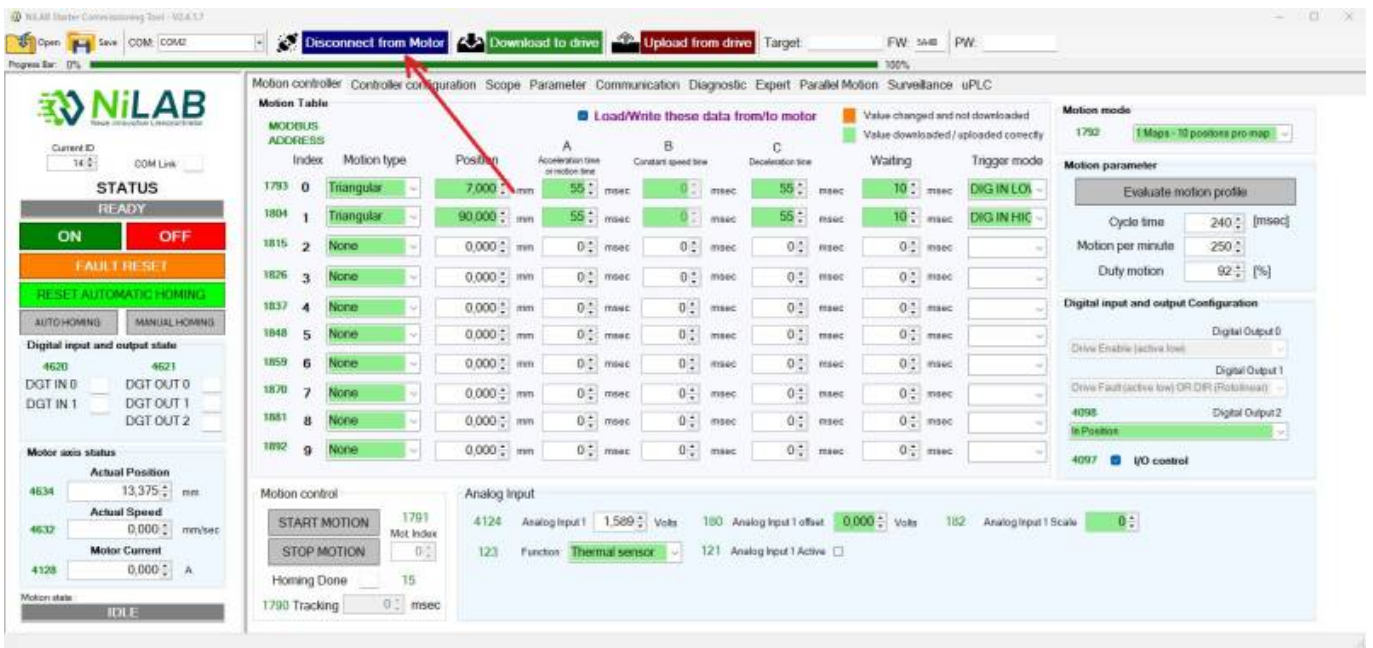 NiLAB Starter Commissioning Tool - V2.4.1.7
Open Save COM: COM2 Disconnect from Motor Download to drive Upload from drive Target: FW: PW:
Progress Bar: 0% 100%
Motion controller Controller configuration Scope Parameter Communication Diagnostic Expert Parallel Motion Surveillance uPLC
NiLAB
Current ID
14 COM Link
STATUS
READY
ON OFF
FAULT RESET
RESET AUTOMATIC HOMING
AUTO HOMING MANUAL HOMING
Digital input and output state
4620 4621
DGT IN 0 DGT OUT 0
DGT IN 1 DGT OUT 1
DGT OUT 2
Motor axis status
Actual Position
4634 13,375 mm
Actual Speed
4632 0,000 mm/sec
Motor Current
4128 0,000 A
Motion state
IDLE
Motion Table
Load/Write these data from/to motor
Value changed and not downloaded
Value downloaded / uploaded correctly
MODBUS
ADDRESS
A B C
Index Motion type Position Acceleration time or motion time Constant speed time Deceleration time Waiting Trigger mode
1793 0 Triangular 7,000 mm 55 msec 0 msec 55 msec 10 msec DIG IN LOV
1804 1 Triangular 90,000 mm 55 msec 0 msec 55 msec 10 msec DIG IN HIC
1815 2 None 0,000 mm 0 msec 0 msec 0 msec 0 msec
1826 3 None 0,000 mm 0 msec 0 msec 0 msec 0 msec
1837 4 None 0,000 mm 0 msec 0 msec 0 msec 0 msec
1848 5 None 0,000 mm 0 msec 0 msec 0 msec 0 msec
1859 6 None 0,000 mm 0 msec 0 msec 0 msec 0 msec
1870 7 None 0,000 mm 0 msec 0 msec 0 msec 0 msec
1881 8 None 0,000 mm 0 msec 0 msec 0 msec 0 msec
1892 9 None 0,000 mm 0 msec 0 msec 0 msec 0 msec
Motion mode
1792 1 Maps - 10 positons pro map
Motion parameter
Evaluate motion profile
Cycle time 240 [msec]
Motion per minute 250
Duty motion 92 [%]
Digital input and output Configuration
Digital Output 0
Drive Enable (active low)
Digital Output 1
Drive Fault (active low) OR DIR (Rotolinear)
4098 Digital Output 2
In Position
4097 I/O control
Motion control
START MOTION 1791
Mot. Index
STOP MOTION 0
Homing Done 15
1790 Tracking 0 msec
Analog Input
4124 Analog Input 1 1,589 Volts 180 Analog Input 1 offset 0,000 Volts 182 Analog Input 1 Scale 0
123 Function Thermal sensor 121 Analog Input 1 Active